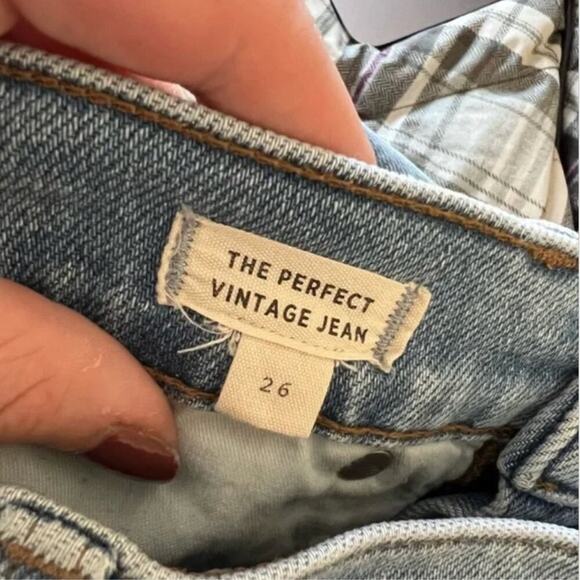 THE PERFECT
VINTAGE JEAN
26